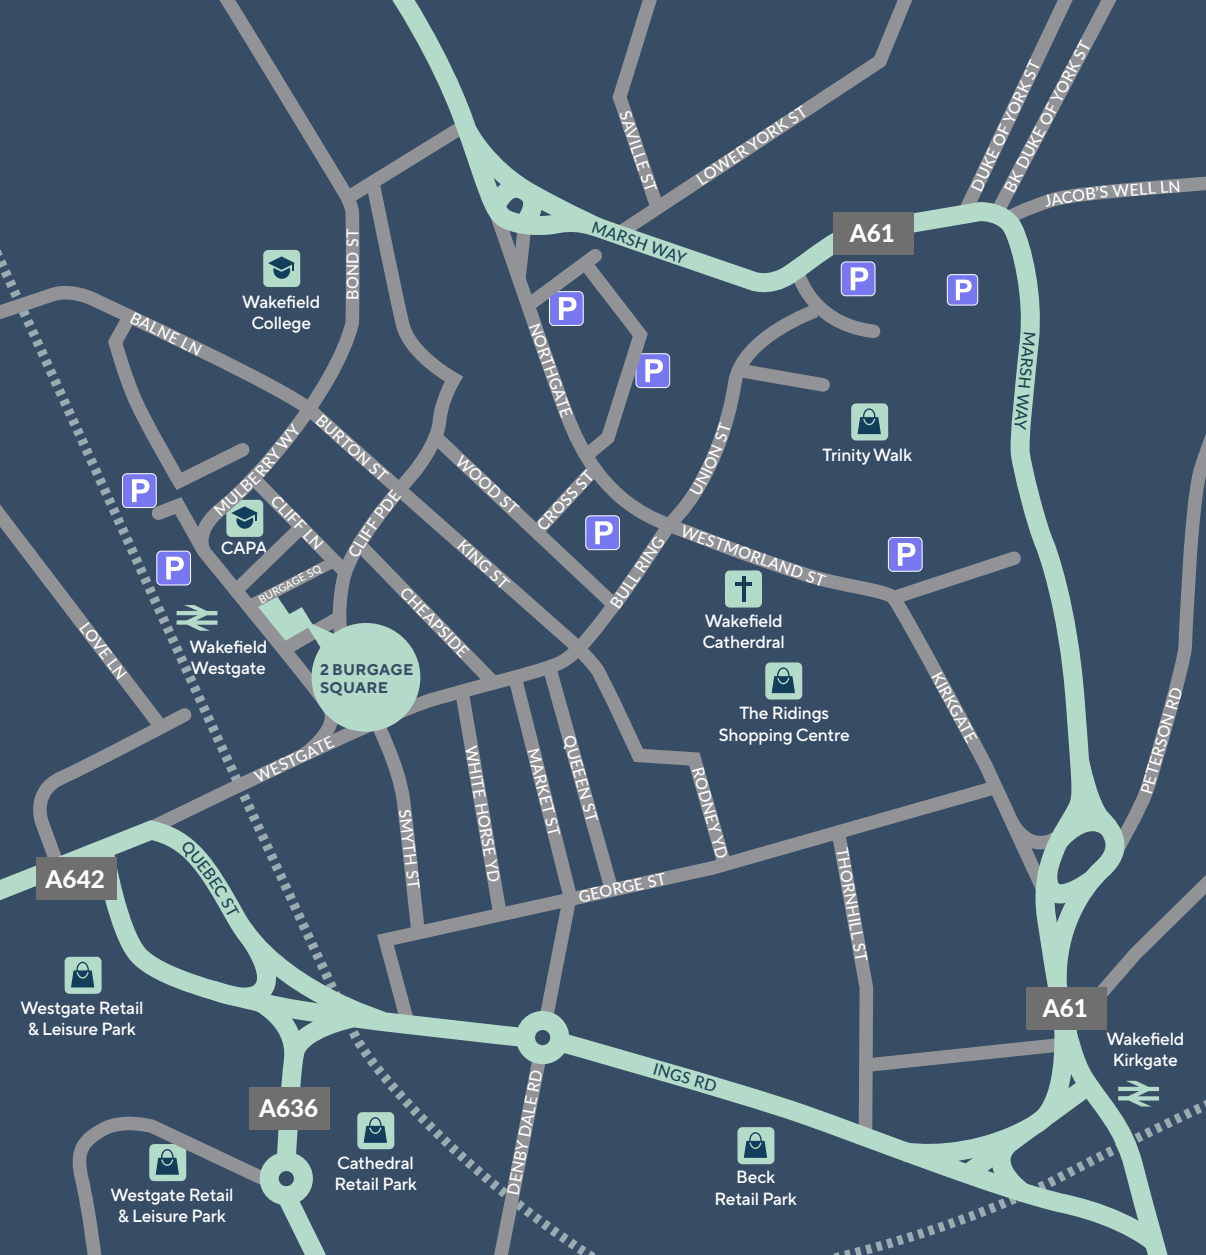 DUKE OF YORK ST
BK DUKE OF YORK ST
SAVILLE ST
LOWER YORK ST
JACOB'S WELL LN
MARSH WAY
A61
BOND ST
Wakefield
College
P
P
P
BALNE LN
NORTHGATE
P
MARSH WAY
Trinity Walk
MULBERRY WY
BURTON ST
UNION ST
WOOD ST
CROSS ST
P
CAPA
CLIFF LN
CLIFF PDE
P
WESTMORLAND ST
P
P
KING ST
BULL RING
BURGAGE SQ
CHEAPSIDE
Wakefield
Catherdral
Wakefield
Westgate
LOVE LN
2 BURGAGE
SQUARE
The Ridings
Shopping Centre
KIRKGATE
PETERSON RD
WESTGATE
WHITE HORSE YD
MARKET ST
QUEEEN ST
RODNEY YD
SMYTH ST
A642
QUEBEC ST
GEORGE ST
THORNHILL ST
Westgate Retail
& Leisure Park
A61
Wakefield
Kirkgate
INGS RD
A636
DENBY DALE RD
Cathedral
Retail Park
Beck
Retail Park
Westgate Retail
& Leisure Park